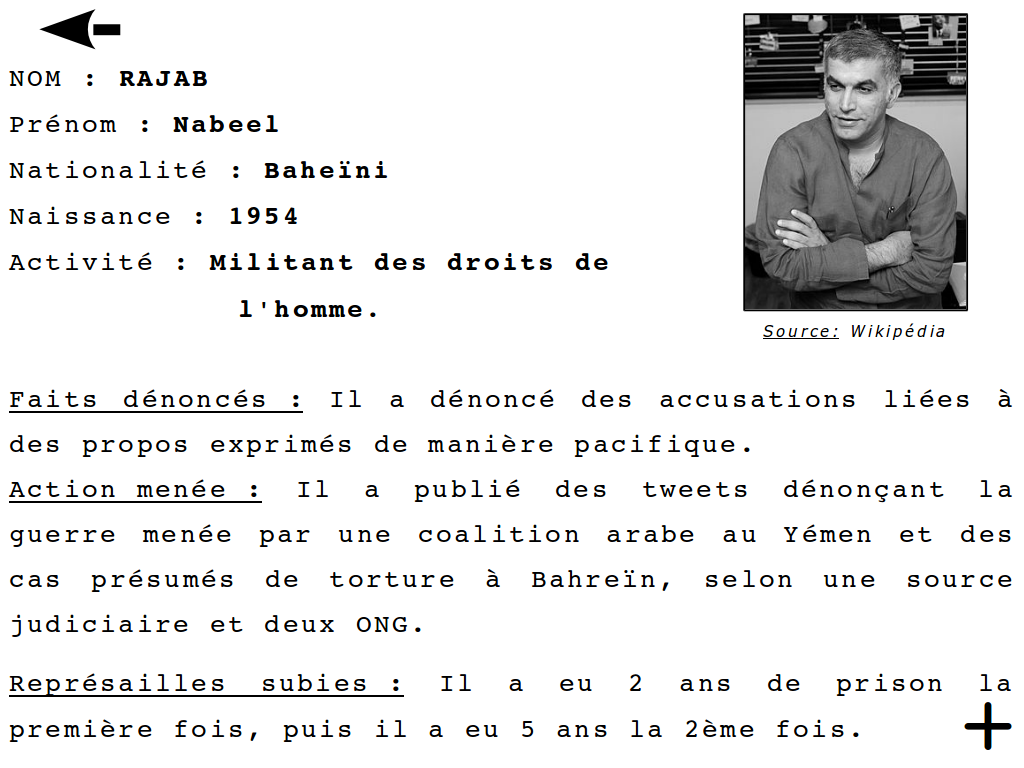 NOM : RAJAB
Prénom : Nabeel
Nationalité : Baheïni
Naissance : 1954
Activité : Militant des droits de
l'homme.
Source: Wikipédia
Faits dénoncés : Il a dénoncé des accusations liées à
des propos exprimés de manière pacifique.
Action menée : Il a publié des tweets dénonçant la
guerre menée par une coalition arabe au Yémen et des
cas présumés de torture à Bahreïn, selon une source
judiciaire et deux ONG.
Représailles subies : Il a eu 2 ans de prison la
première fois, puis il a eu 5 ans la 2ème fois.